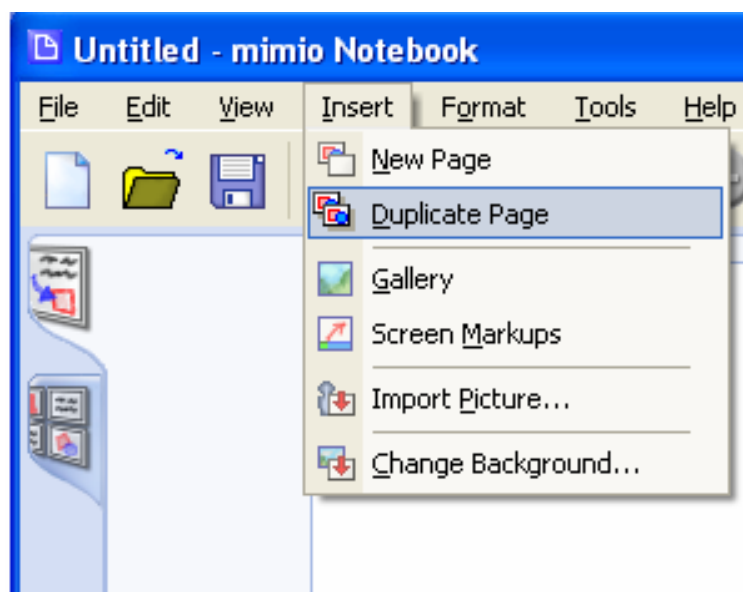 Untitled - mimio Notebook
File Edit View Insert Format Tools Help
New Page
Duplicate Page
Gallery
Screen Markups
Import Picture...
Change Background...